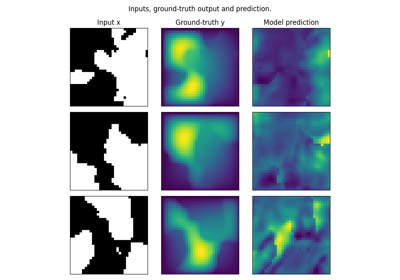 Inputs, ground-truth output and prediction.
Input x
Ground-truth y
Model prediction